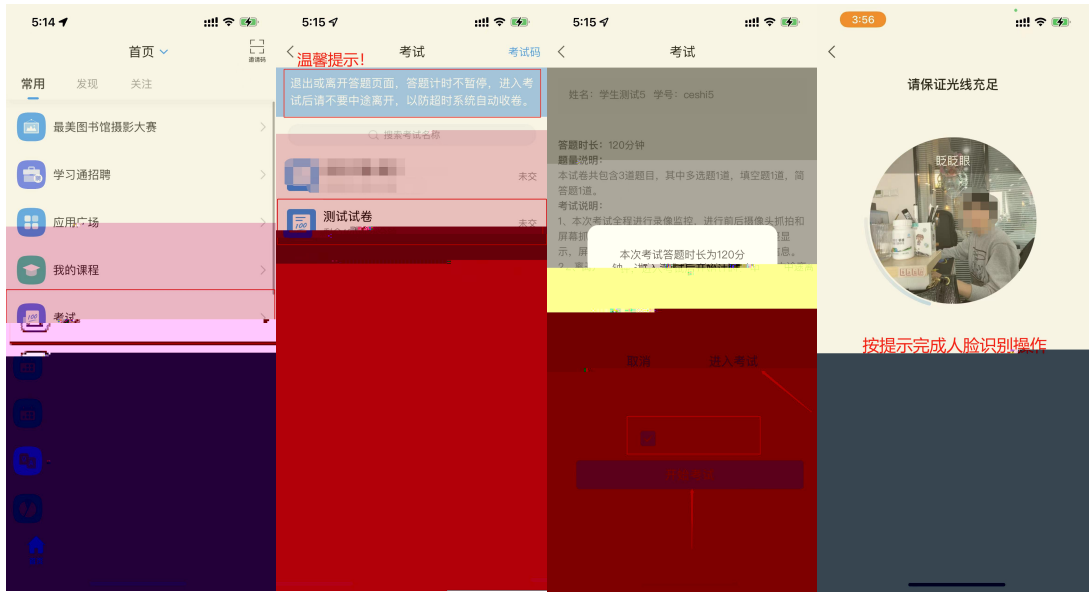 5:14
首页
邀请码
常用 发现 关注
最美图书馆摄影大赛
学习通招聘
应用广场
我的课程
考试
5:15
考试
考试码
温馨提示!
退出或离开答题页面，答题计时不暂停，进入考
试后请不要中途离开，以防超时系统自动收卷。
搜索考试名称
未交
测试试卷
未交
5:15
考试
姓名：学生测试5 学号：ceshi5
答题时长：120分钟
题量说明：
本试卷共包含3道题目，其中多选题1道，填空题1道，简
答题1道。
考试说明：
1、本次考试全程进行录像监控，进行前后摄像头抓拍和
屏幕抓
示，屏
本次考试答题时长为120分
取消 进入考试
3:56
请保证光线充足
眨眨眼
按提示完成人脸识别操作